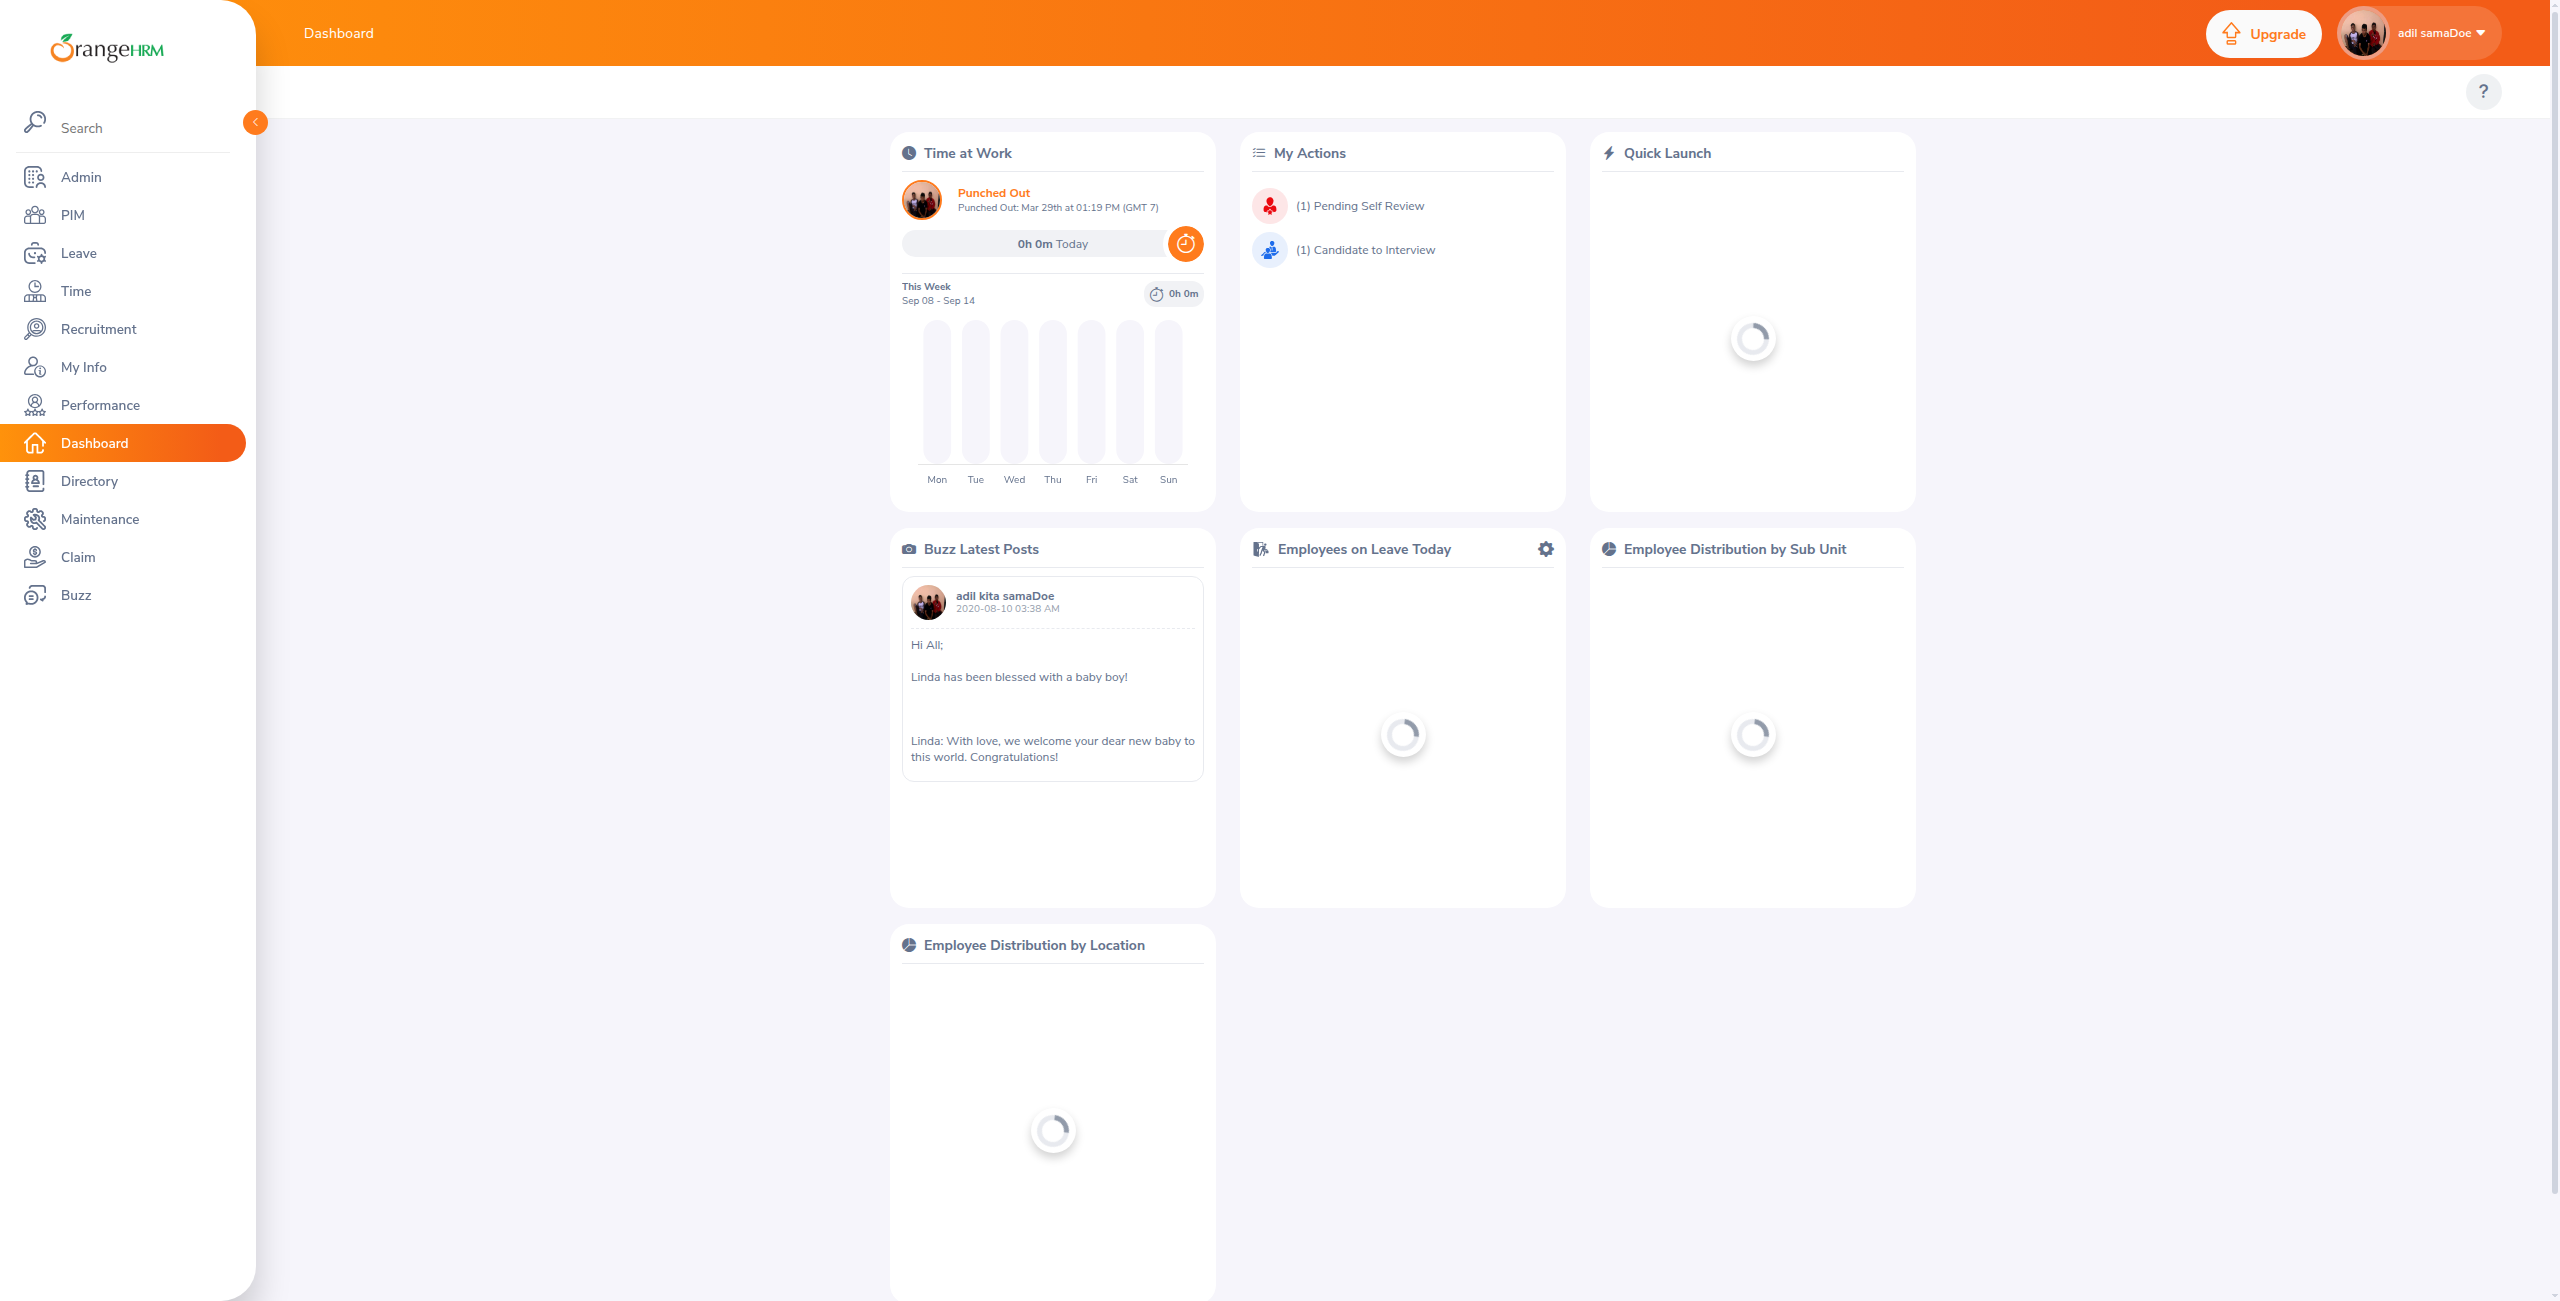 OrangeHRM
Search
Admin
PIM
Leave
Time
Recruitment
My Info
Performance
Dashboard
Directory
Maintenance
Claim
Buzz
Dashboard
Upgrade
adil samaDoe
?
Time at Work
Punched Out
Punched Out: Mar 29th at 01:19 PM (GMT 7)
0h 0m Today
This Week
Sep 08 - Sep 14
0h 0m
Mon Tue Wed Thu Fri Sat Sun
My Actions
(1) Pending Self Review
(1) Candidate to Interview
Quick Launch
Buzz Latest Posts
adil kita samaDoe
2020-08-10 03:38 AM
Hi All;
Linda has been blessed with a baby boy!
Linda: With love, we welcome your dear new baby to
this world. Congratulations!
Employees on Leave Today
Employee Distribution by Sub Unit
Employee Distribution by Location